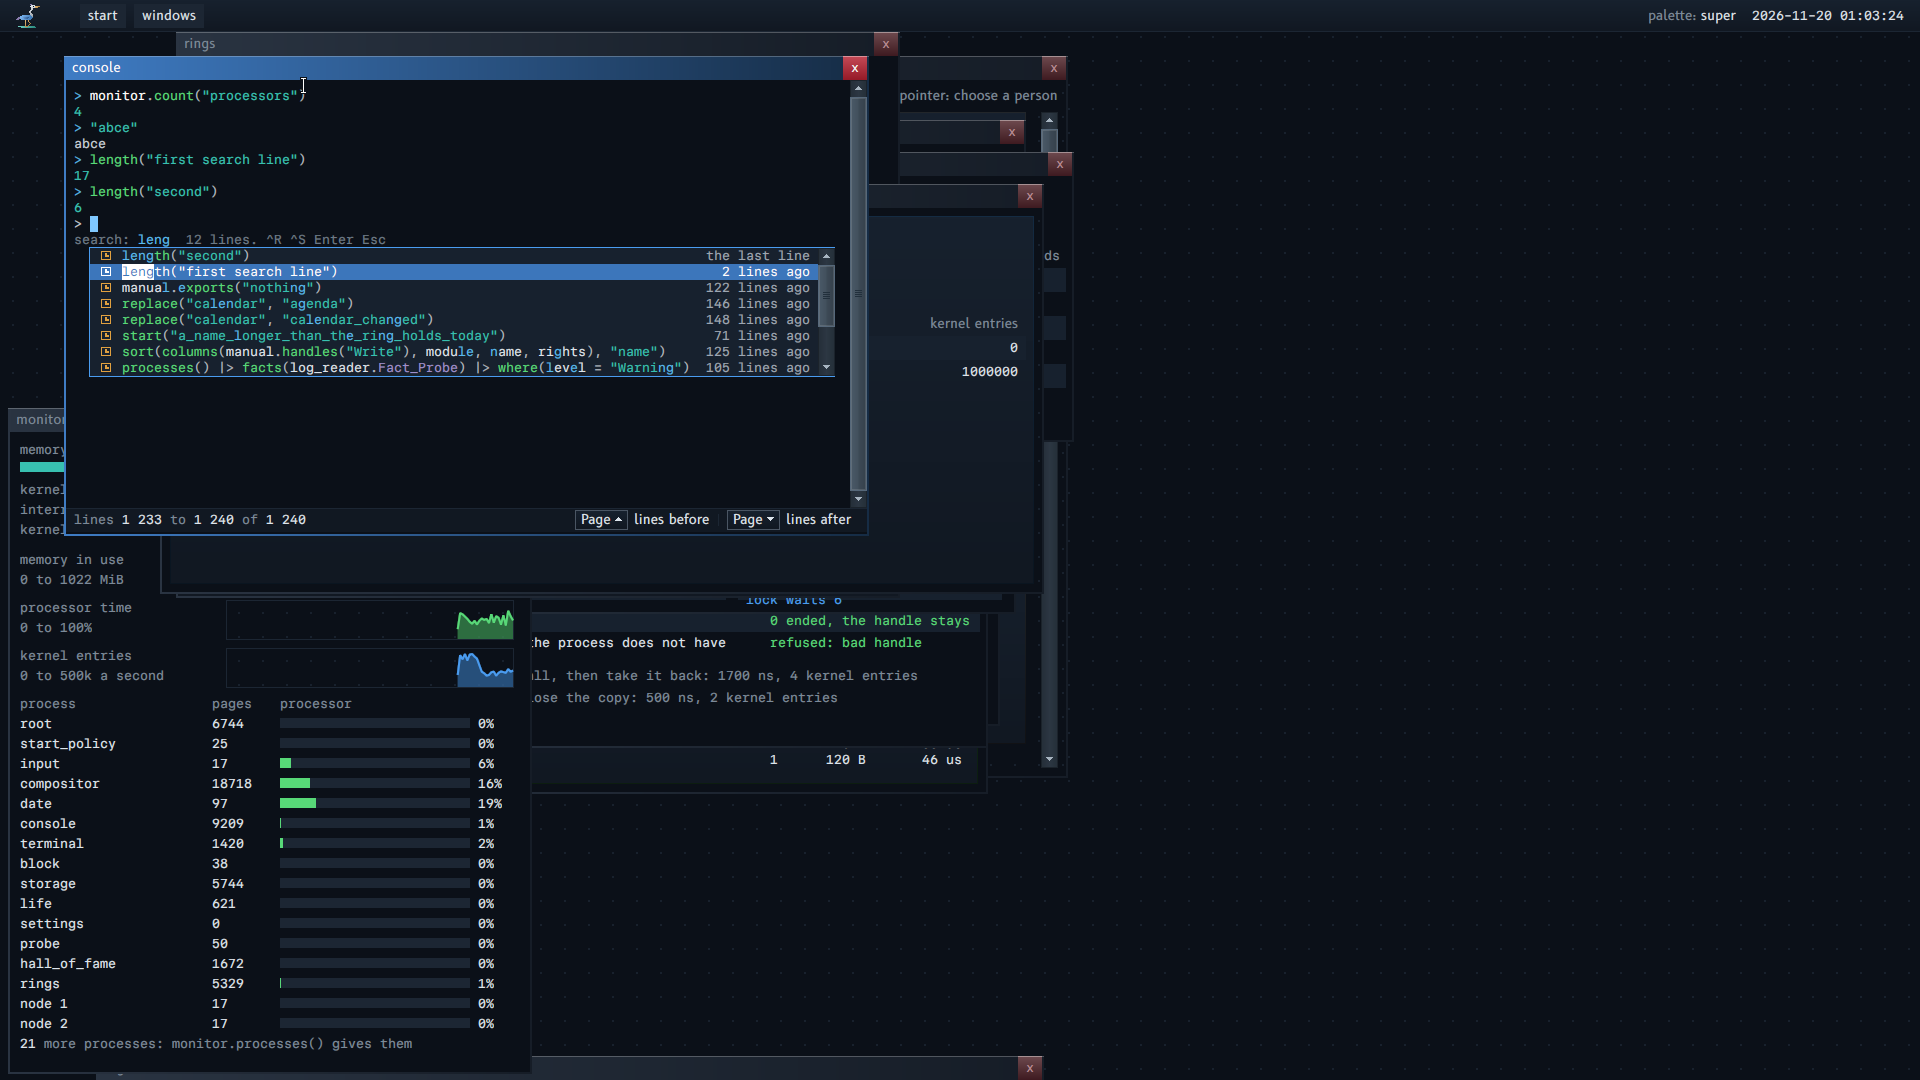 start windows palette: super 2026-11-20 01:03:24
rings x
console x
x
> monitor.count("processors")
4
> "abce"
abce
> length("first search line")
17
> length("second")
6
>
search: leng 12 lines. ^R ^S Enter Esc
length("second") the last line
length("first search line") 2 lines ago
manual.exports("nothing") 122 lines ago
replace("calendar", "agenda") 146 lines ago
replace("calendar", "calendar_changed") 148 lines ago
start("a_name_longer_than_the_ring_holds_today") 71 lines ago
sort(columns(manual.handles("Write"), module, name, rights), "name") 125 lines ago
processes() |> facts(log_reader.Fact_Probe) |> where(level = "Warning") 105 lines ago
lines 1 233 to 1 240 of 1 240 Page lines before Page lines after
pointer: choose a person
x
x
x
ds
kernel entries
0
1000000
monitor
memory
kernel
inter
kernel
memory in use
0 to 1022 MiB
processor time
0 to 100%
kernel entries
0 to 500k a second
process pages processor
root 6744 0%
start_policy 25 0%
input 17 6%
compositor 18718 16%
date 97 19%
console 9209 1%
terminal 1420 2%
block 38 0%
storage 5744 0%
life 621 0%
settings 0 0%
probe 50 0%
hall_of_fame 1672 0%
rings 5329 1%
node 1 17 0%
node 2 17 0%
21 more processes: monitor.processes() gives them
lock waits 6
0 ended, the handle stays
the process does not have refused: bad handle
all, then take it back: 1700 ns, 4 kernel entries
lose the copy: 500 ns, 2 kernel entries
1 120 B 46 us
x